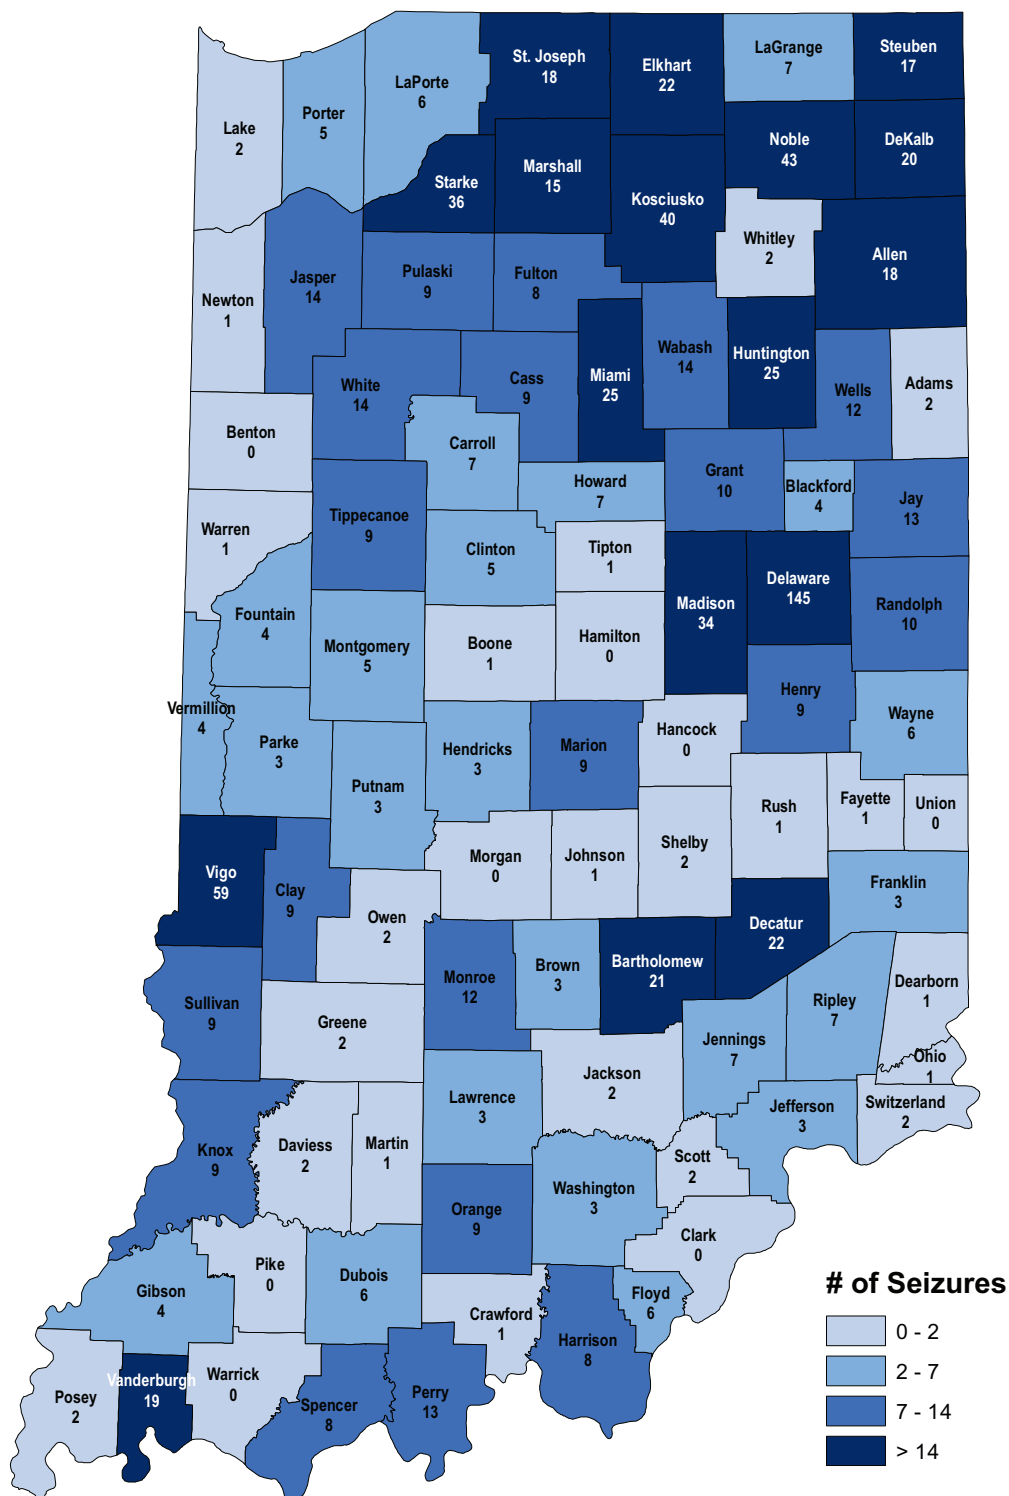 St. Joseph
18
Elkhart
22
LaGrange
7
Steuben
17
LaPorte
6
Porter
5
Lake
2
Noble
43
DeKalb
20
Marshall
15
Starke
36
Kosciusko
40
Whitley
2
Allen
18
Jasper
14
Pulaski
9
Fulton
8
Newton
1
Wabash
14
Huntington
25
Miami
25
White
14
Cass
9
Wells
12
Adams
2
Benton
0
Carroll
7
Howard
7
Grant
10
Blackford
4
Jay
13
Warren
1
Tippecanoe
9
Clinton
5
Tipton
1
Delaware
145
Madison
34
Randolph
10
Fountain
4
Montgomery
5
Boone
1
Hamilton
0
Henry
9
Wayne
6
Vermillion
4
Parke
3
Hendricks
3
Marion
9
Hancock
0
Putnam
3
Rush
1
Fayette
1
Union
0
Shelby
2
Morgan
0
Johnson
1
Vigo
59
Clay
9
Franklin
3
Owen
2
Decatur
22
Monroe
12
Brown
3
Bartholomew
21
Sullivan
9
Dearborn
1
Ripley
7
Greene
2
Jennings
7
Ohio
1
Jackson
2
Lawrence
3
Jefferson
3
Switzerland
2
Knox
9
Daviess
2
Martin
1
Scott
2
Washington
3
Orange
9
Clark
0
Pike
0
Dubois
6
Gibson
4
Floyd
6
Crawford
1
Harrison
8
Vanderburgh
19
Warrick
0
Posey
2
Spencer
8
Perry
13
# of Seizures
0 - 2
2 - 7
7 - 14
> 14